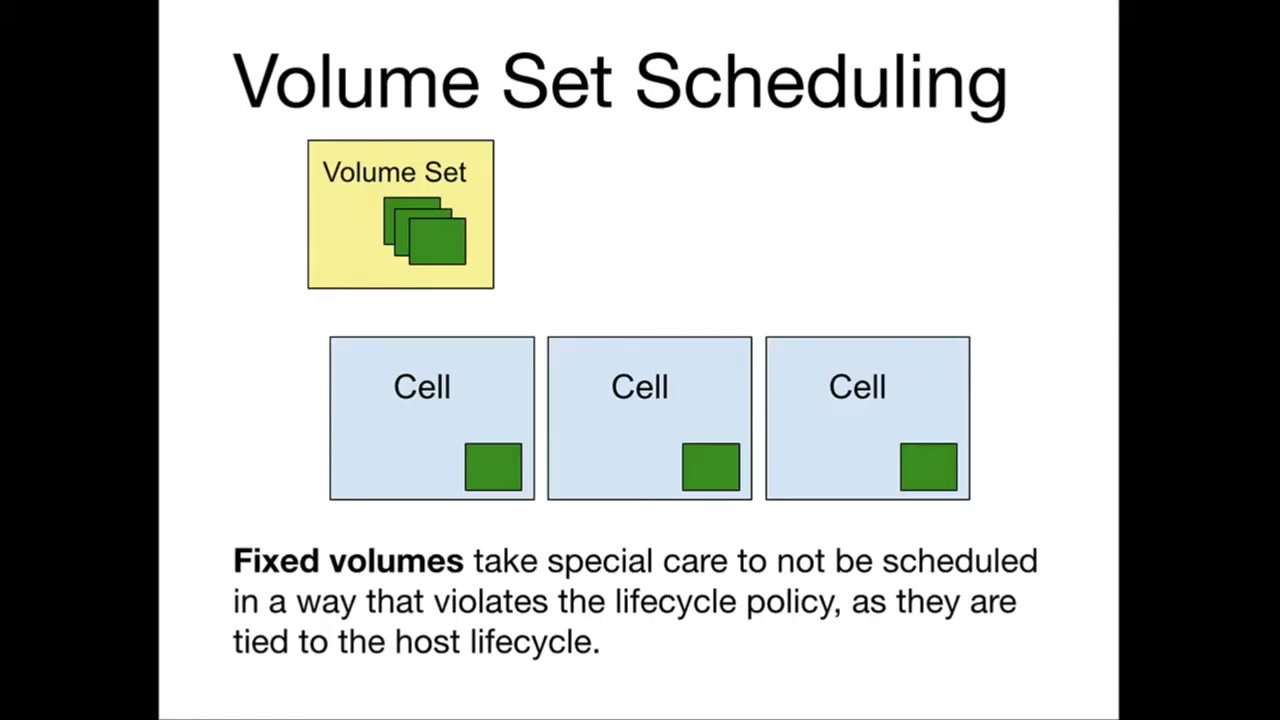 Volume Set Scheduling
Volume Set
Cell
Cell
Cell
Fixed volumes take special care to not be scheduled
in a way that violates the lifecycle policy, as they are
tied to the host lifecycle.